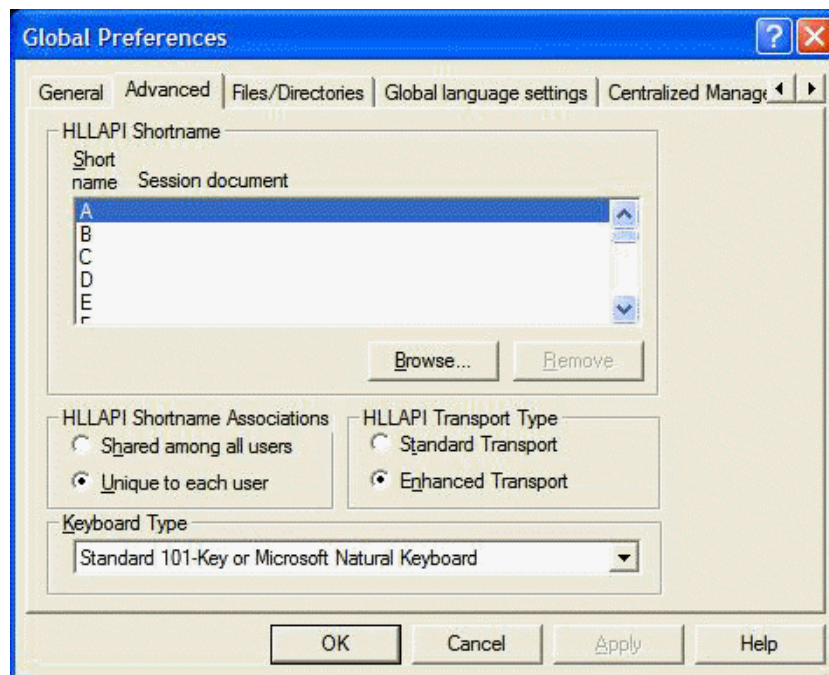 Global Preferences
General Advanced Files/Directories Global language settings Centralized Manage
HLLAPI Shortname
Short
name Session document
A
B
C
D
E
Browse... Remove
HLLAPI Shortname Associations HLLAPI Transport Type
Shared among all users Standard Transport
Unique to each user Enhanced Transport
Keyboard Type
Standard 101-Key or Microsoft Natural Keyboard
OK Cancel Apply Help